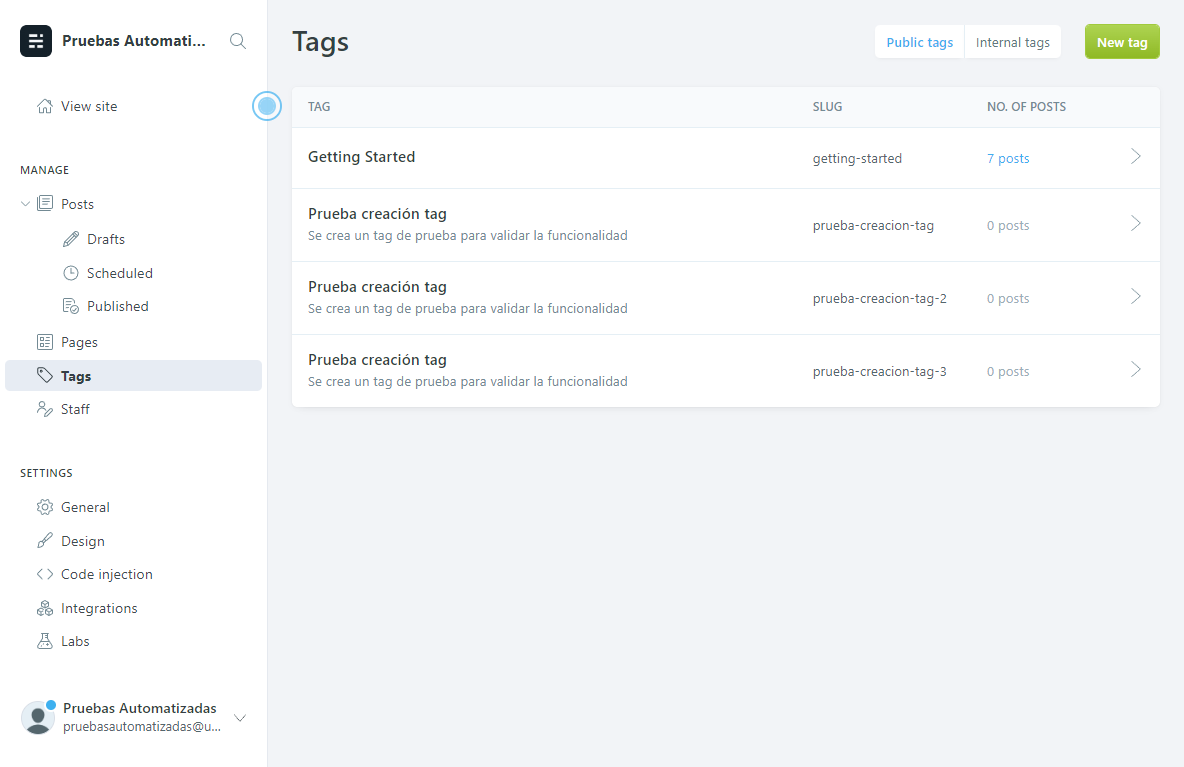 Pruebas Automati...
View site
MANAGE
Posts
Drafts
Scheduled
Published
Pages
Tags
Staff
SETTINGS
General
Design
Code injection
Integrations
Labs
Pruebas Automatizadas
pruebasautomatizadas@u...
Tags
Public tags Internal tags New tag
TAG SLUG NO. OF POSTS
Getting Started getting-started 7 posts
Prueba creación tag
Se crea un tag de prueba para validar la funcionalidad
prueba-creacion-tag 0 posts
Prueba creación tag
Se crea un tag de prueba para validar la funcionalidad
prueba-creacion-tag-2 0 posts
Prueba creación tag
Se crea un tag de prueba para validar la funcionalidad
prueba-creacion-tag-3 0 posts